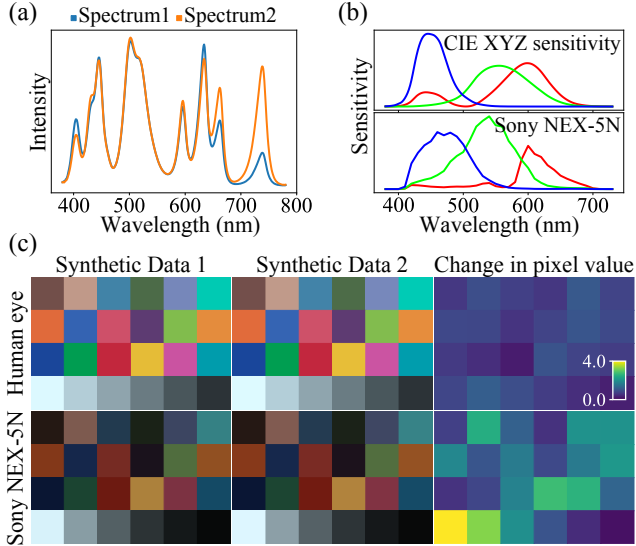 (a)
Spectrum1 Spectrum2
Intensity
400 500 600 700 800
Wavelength (nm)
(b)
CIE XYZ sensitivity
Sony NEX-5N
Sensitivity
400 500 600 700
Wavelength (nm)
(c)
Synthetic Data 1 Synthetic Data 2 Change in pixel value
Human eye
4.0
0.0
Sony NEX-5N